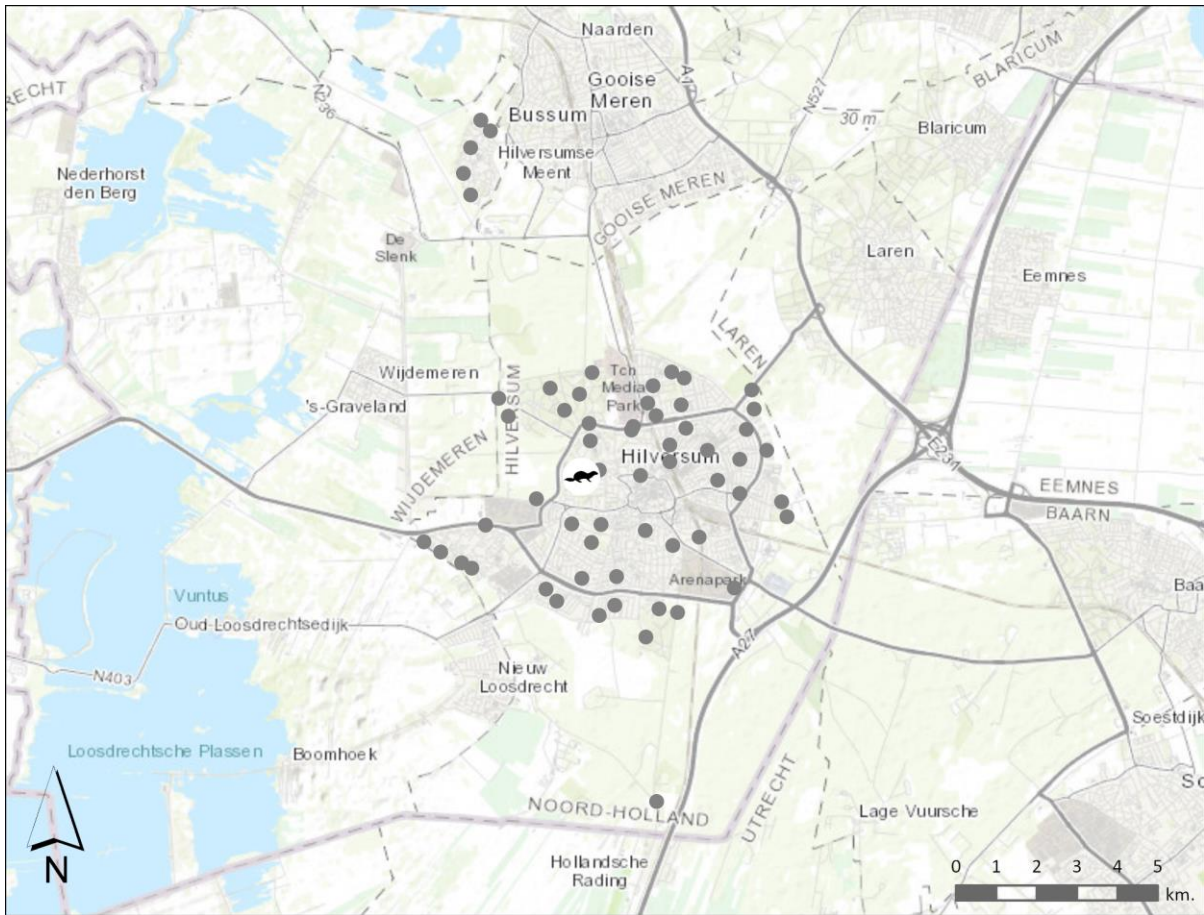 Naarden
A1
BLARICUM
RECHT
N236
Gooise
Meren
N527
30 m
Bussum
Blaricum
Hilversumse
Meent
Nederhorst
den Berg
GOOISE MEREN
De
Slenk
Laren
Eemnes
LAREN
Wijdemeren
Tch
Media
Park
's-Graveland
HILVERSUM
WIJDEMEREN
Hilversum
E231
EEMNES
BAARN
Arenapark
Baa
Vuntus
Oud-Loosdrechtsedijk
A27
N403
Nieuw
Loosdrecht
Soestdijk
Loosdrechtsche Plassen
Boomhoek
So
NOORD-HOLLAND
UTRECHT
Lage Vuursche
Hollandsche
Rading
N
0 1 2 3 4 5
km.